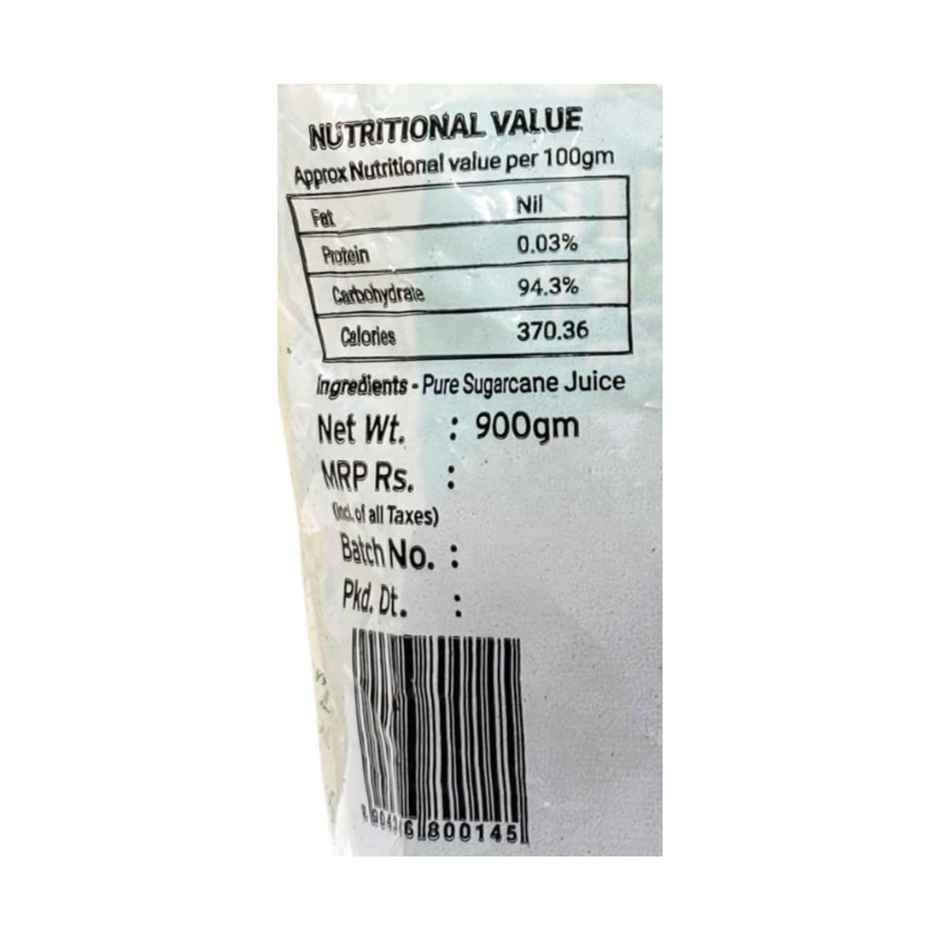 NUTRITIONAL VALUE
Approx Nutritional value per 100gm
Fat Nil
Protein 0.03%
Carbohydrate 94.3%
Calories 370.36
Ingredients - Pure Sugarcane Juice
Net Wt. : 900gm
MRP Rs. :
(Incl. of all Taxes)
Batch No. :
Pkd. Dt. :
800145